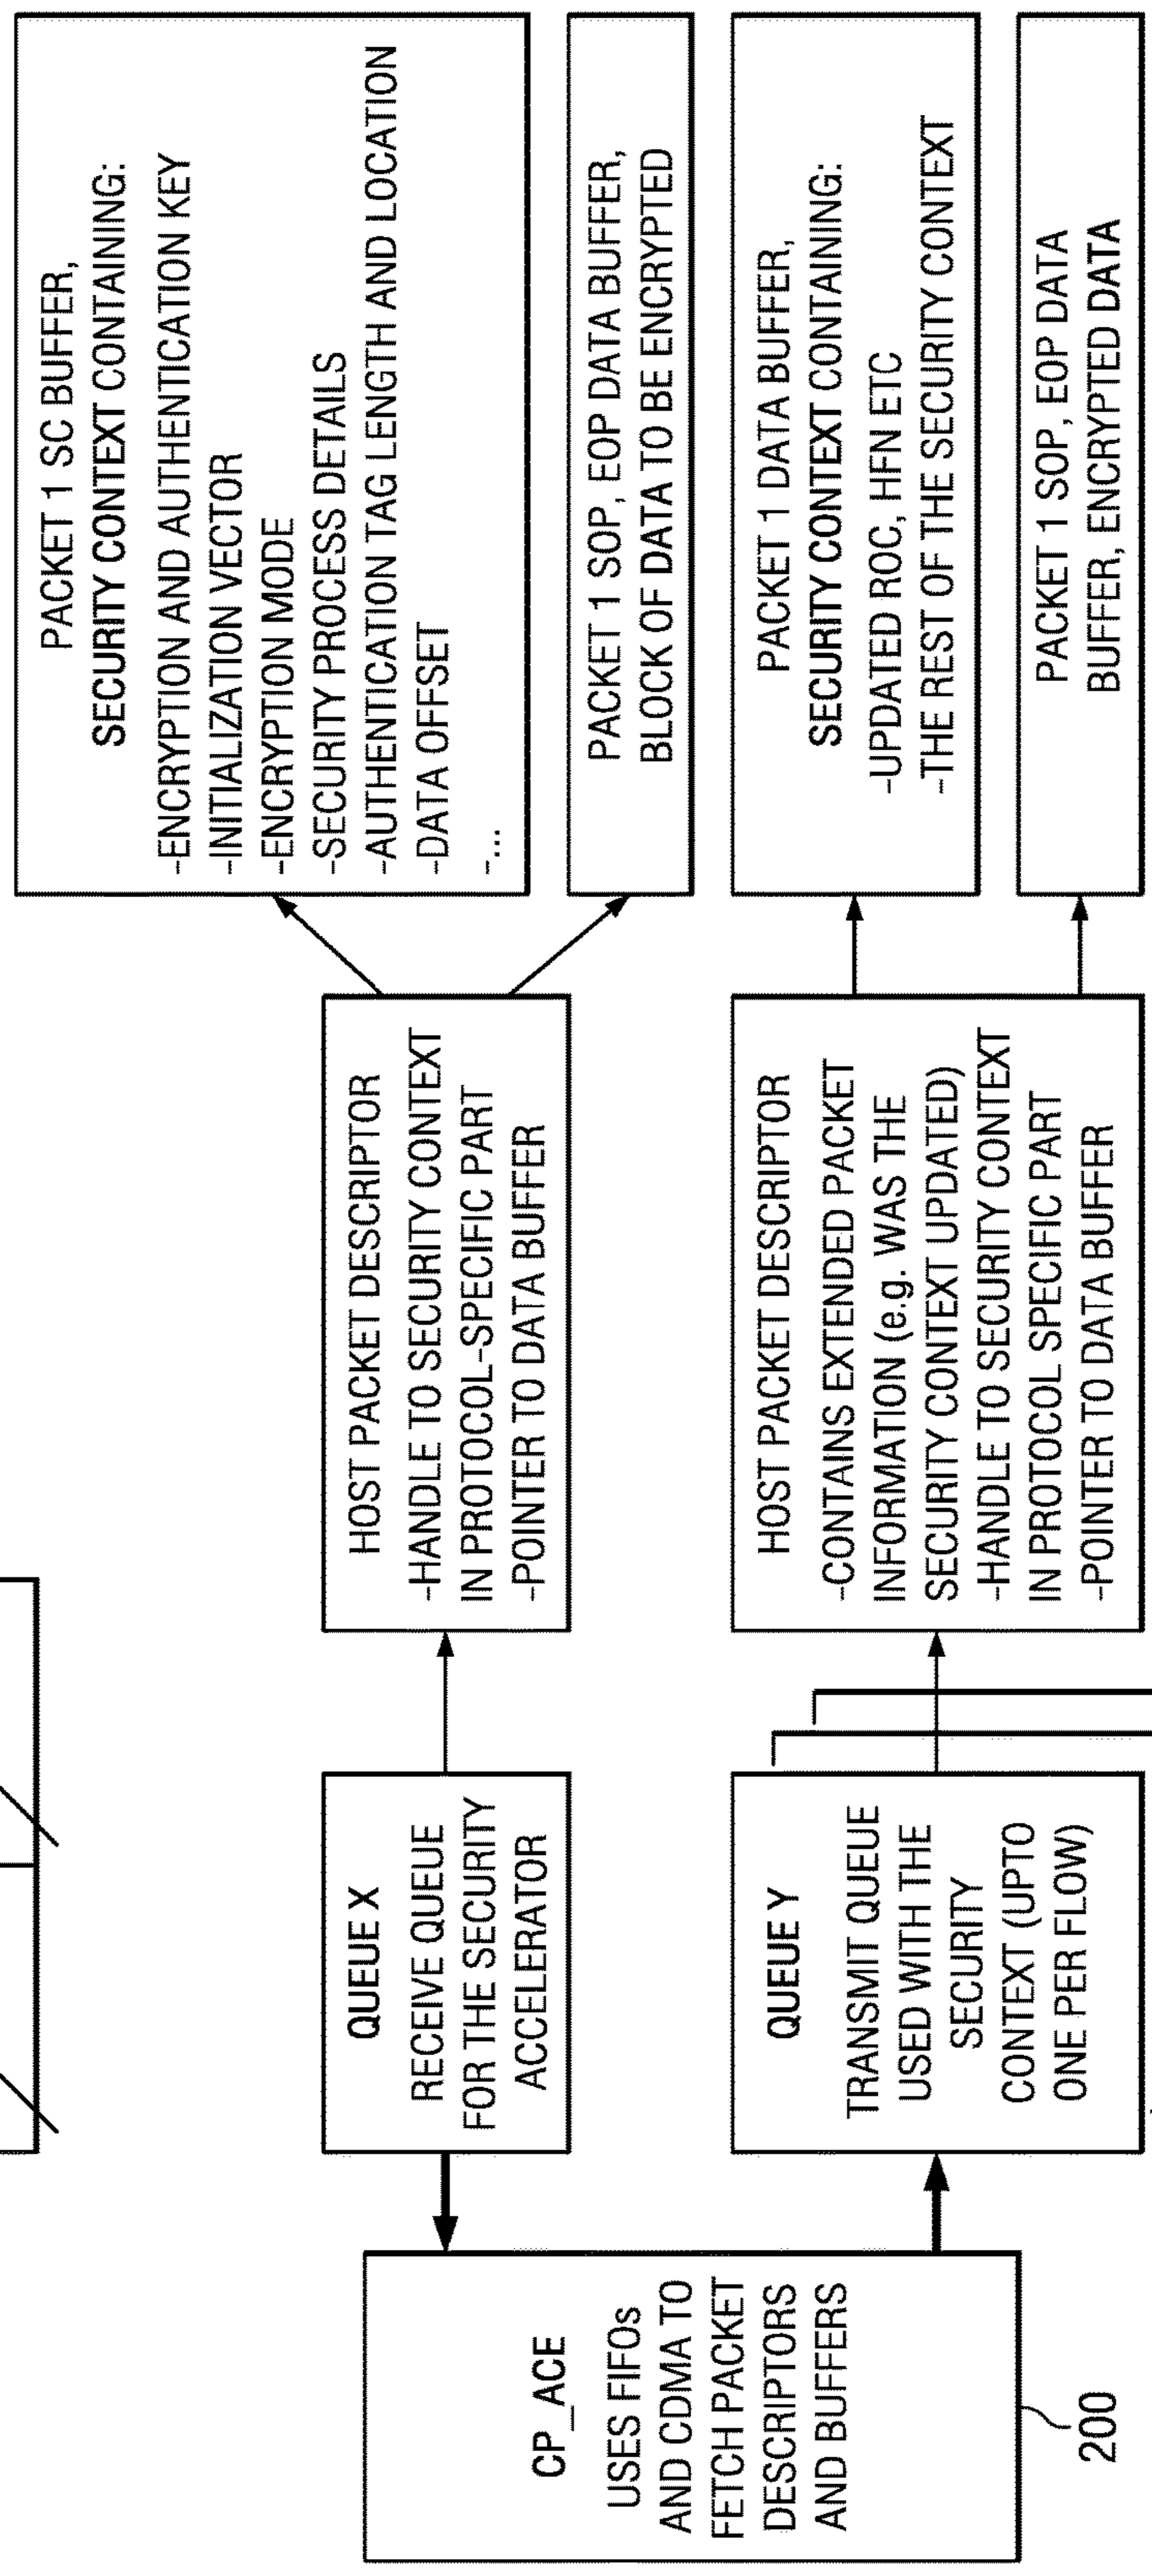 CP_ACE
USES FIFOs
AND CDMA TO
FETCH PACKET
DESCRIPTORS
AND BUFFERS
200
QUEUE X
RECEIVE QUEUE
FOR THE SECURITY
ACCELERATOR
HOST PACKET DESCRIPTOR
-HANDLE TO SECURITY CONTEXT
IN PROTOCOL-SPECIFIC PART
-POINTER TO DATA BUFFER
PACKET 1 SC BUFFER,
SECURITY CONTEXT CONTAINING:
-ENCRYPTION AND AUTHENTICATION KEY
-INITIALIZATION VECTOR
-ENCRYPTION MODE
-SECURITY PROCESS DETAILS
-AUTHENTICATION TAG LENGTH AND LOCATION
-DATA OFFSET
-...
PACKET 1 SOP, EOP DATA BUFFER,
BLOCK OF DATA TO BE ENCRYPTED
QUEUE Y
TRANSMIT QUEUE
USED WITH THE
SECURITY
CONTEXT (UPTO
ONE PER FLOW)
HOST PACKET DESCRIPTOR
-CONTAINS EXTENDED PACKET
INFORMATION (e.g. WAS THE
SECURITY CONTEXT UPDATED)
-HANDLE TO SECURITY CONTEXT
IN PROTOCOL SPECIFIC PART
-POINTER TO DATA BUFFER
PACKET 1 DATA BUFFER,
SECURITY CONTEXT CONTAINING:
-UPDATED ROC, HFN ETC
-THE REST OF THE SECURITY CONTEXT
PACKET 1 SOP, EOP DATA
BUFFER, ENCRYPTED DATA